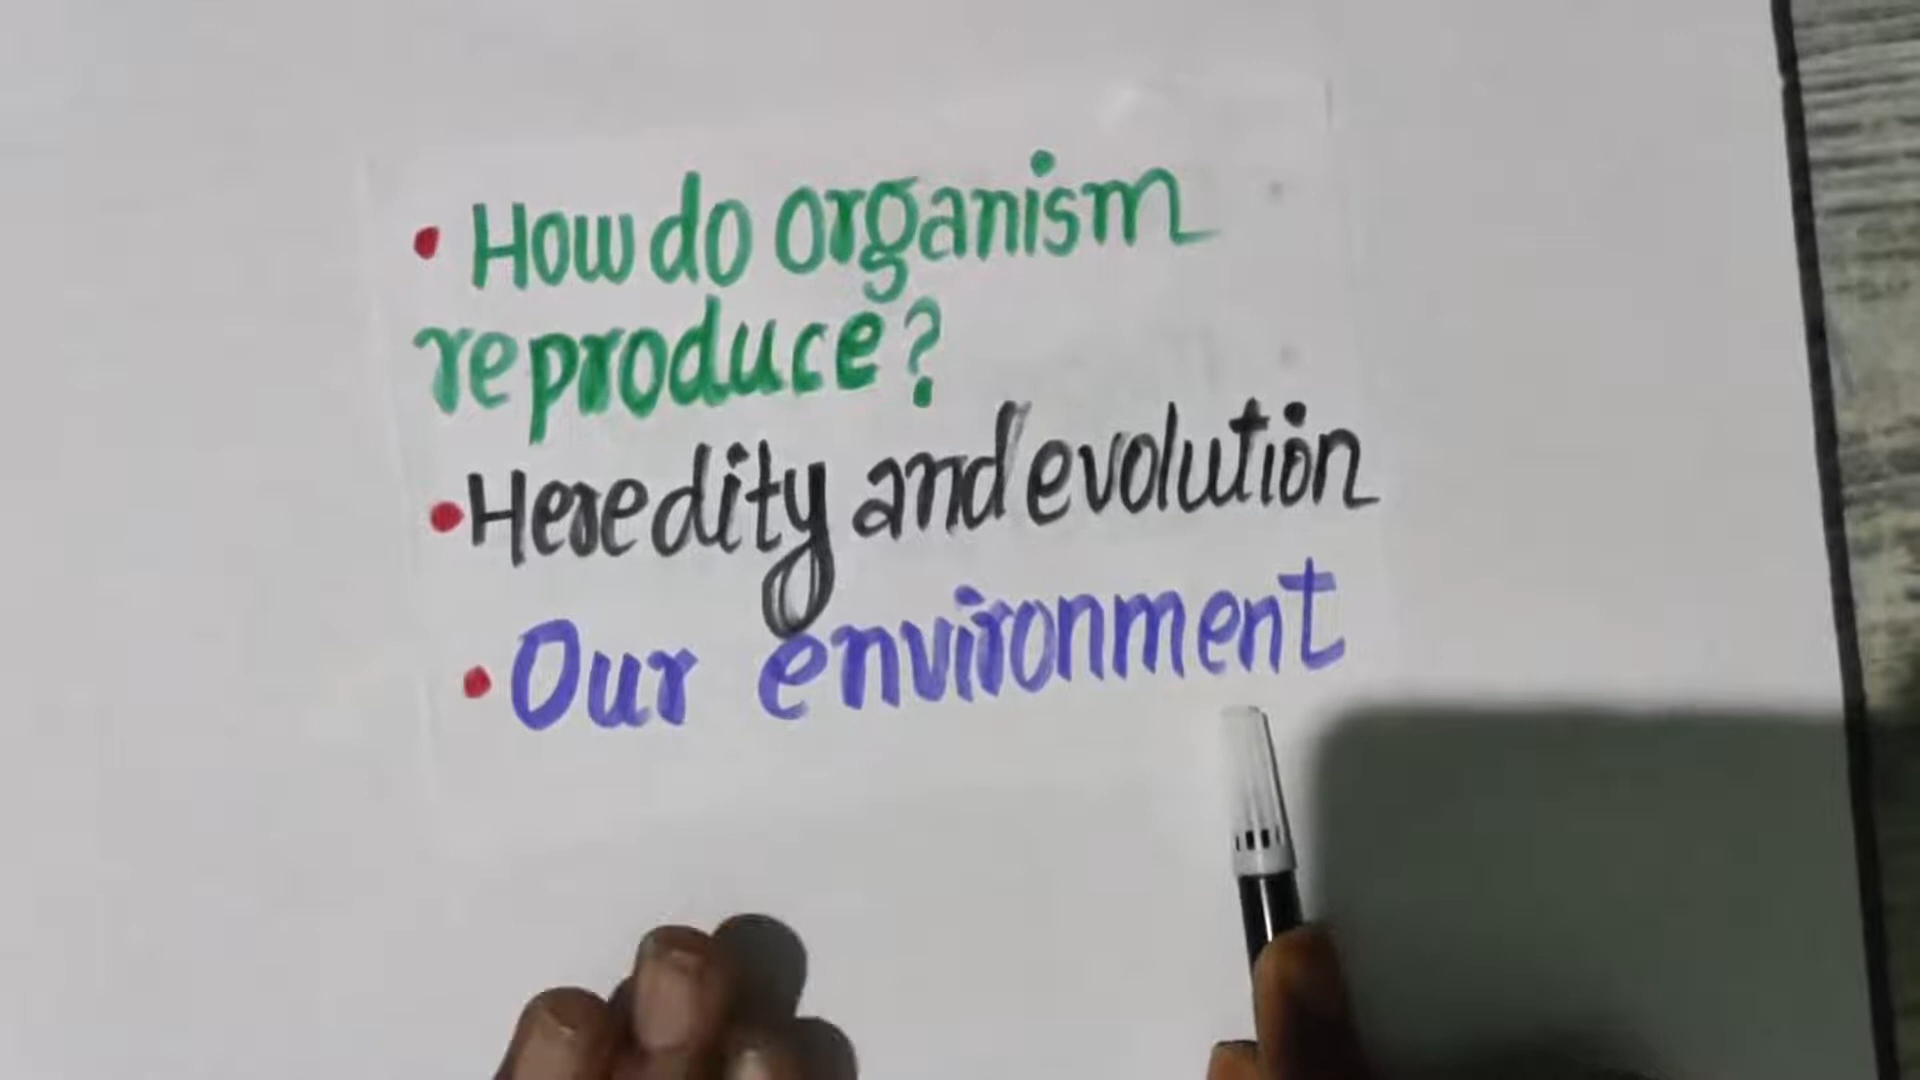 • How do organism
reproduce?
• Heredity and evolution
• Our environment